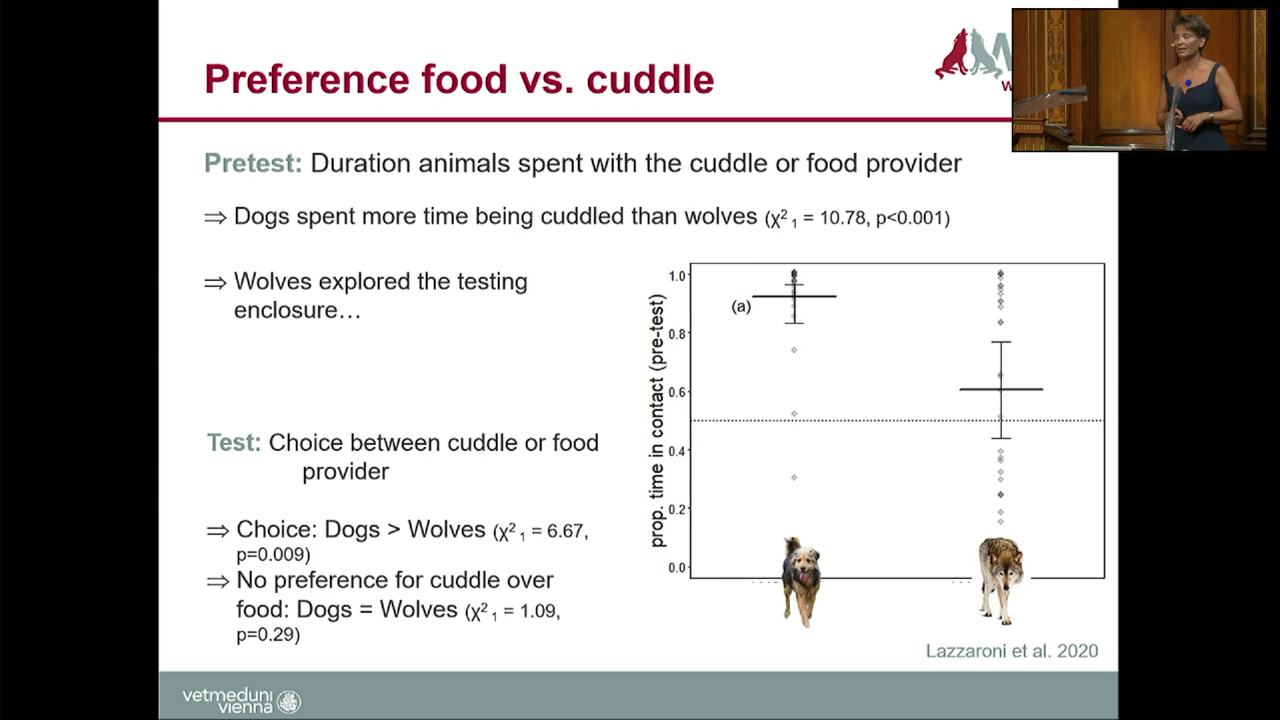 Preference food vs. cuddle
Pretest: Duration animals spent with the cuddle or food provider
⇒ Dogs spent more time being cuddled than wolves (χ² ₁ = 10.78, p<0.001)
⇒ Wolves explored the testing
enclosure…
Test: Choice between cuddle or food
provider
⇒ Choice: Dogs > Wolves (χ² ₁ = 6.67,
p=0.009)
⇒ No preference for cuddle over
food: Dogs = Wolves (χ² ₁ = 1.09,
p=0.29)
prop. time in contact (pre-test)
1.0
(a)
0.8
0.6
0.4
0.2
0.0
Lazzaroni et al. 2020
vetmeduni
vienna